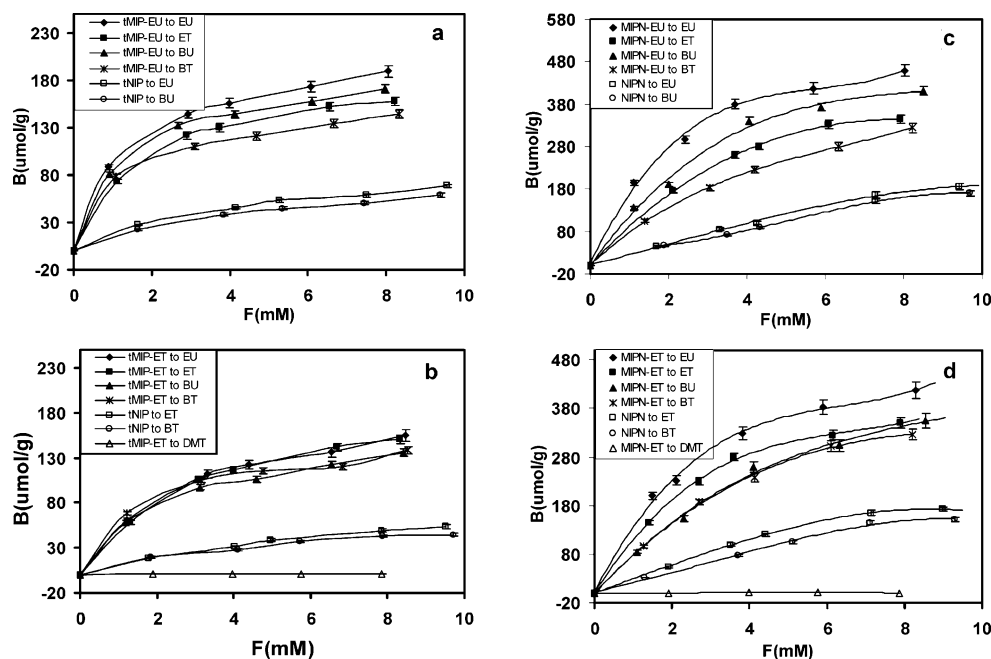 a
B(umol/g)
230
180
130
80
30
-20
tMIP-EU to EU
tMIP-EU to ET
tMIP-EU to BU
tMIP-EU to BT
tNIP to EU
tNIP to BU
0 2 4 6 8 10
F(mM)
c
B(umol/g)
580
480
380
280
180
80
-20
MIPN-EU to EU
MIPN-EU to ET
MIPN-EU to BU
MIPN-EU to BT
NIPN to EU
NIPN to BU
0 2 4 6 8 10
F(mM)
b
B(umol/g)
230
180
130
80
30
-20
tMIP-ET to EU
tMIP-ET to ET
tMIP-ET to BU
tMIP-ET to BT
tNIP to ET
tNIP to BT
tMIP-ET to DMT
0 2 4 6 8 10
F(mM)
d
B(umol/g)
480
380
280
180
80
-20
MIPN-ET to EU
MIPN-ET to ET
MIPN-ET to BU
MIPN-ET to BT
NIPN to ET
NIPN to BT
MIPN-ET to DMT
0 2 4 6 8 10
F(mM)